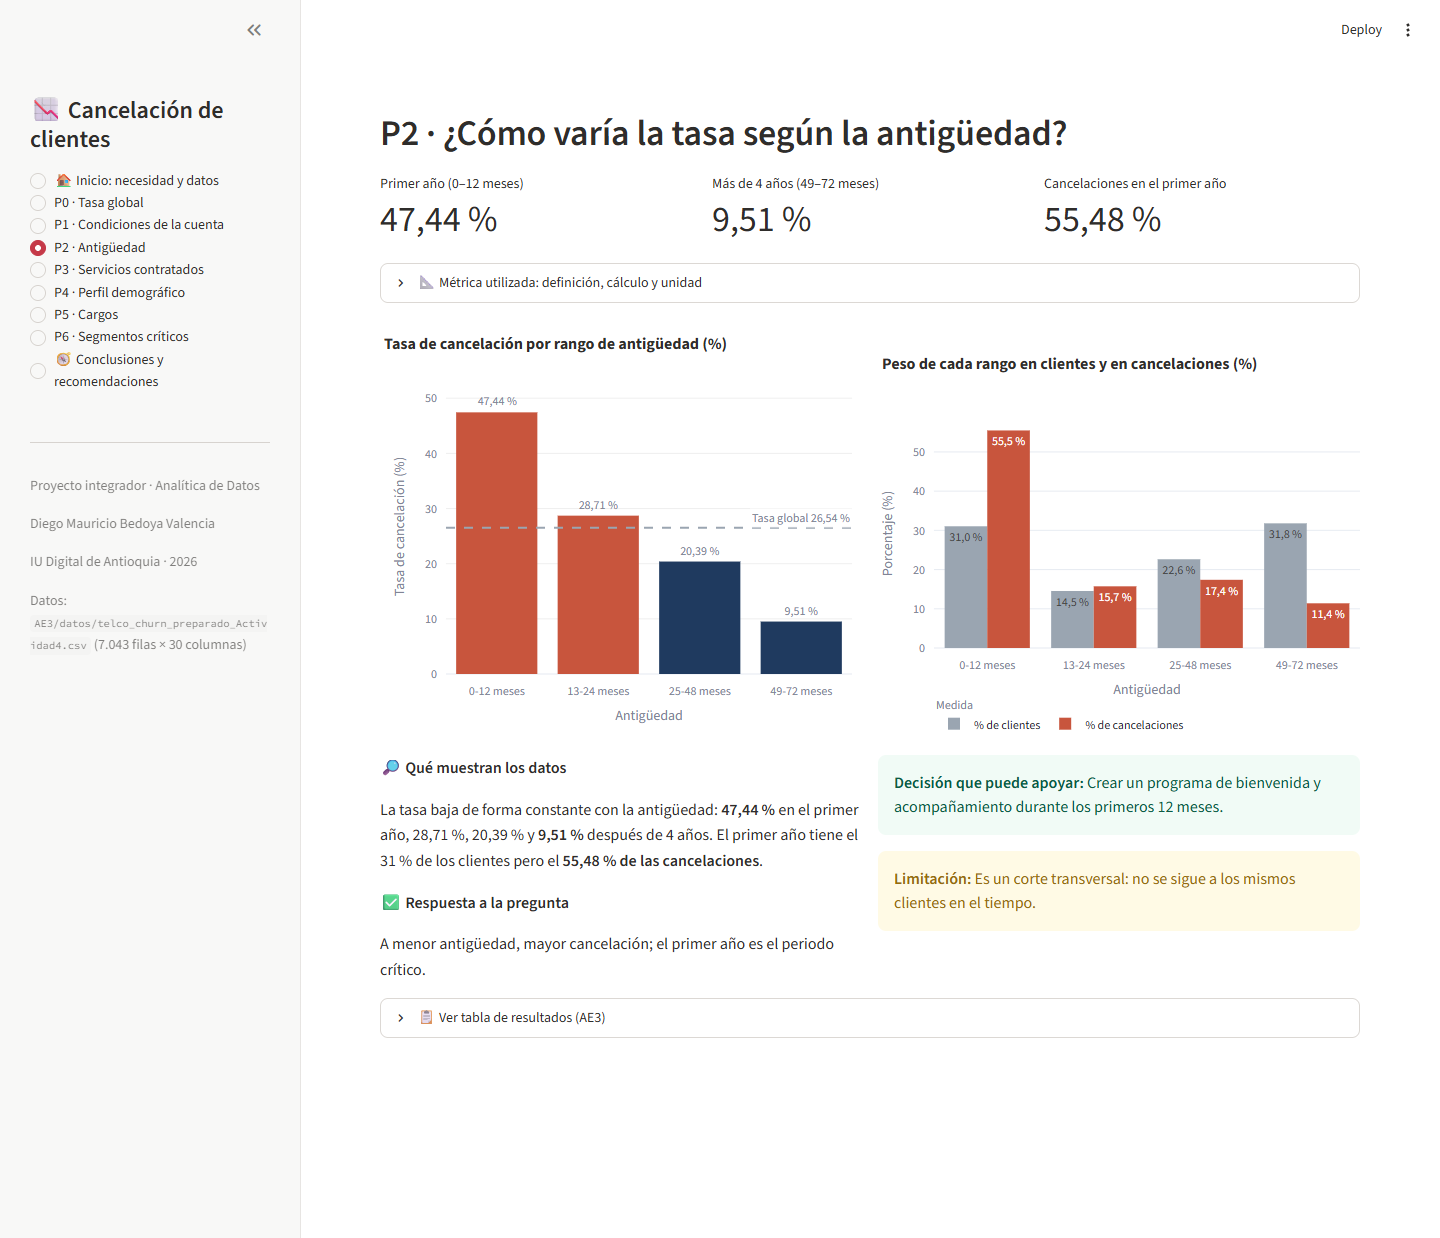 Deploy
Cancelación de
clientes
Inicio: necesidad y datos
P0 · Tasa global
P1 · Condiciones de la cuenta
P2 · Antigüedad
P3 · Servicios contratados
P4 · Perfil demográfico
P5 · Cargos
P6 · Segmentos críticos
Conclusiones y
recomendaciones
Proyecto integrador · Analítica de Datos
Diego Mauricio Bedoya Valencia
IU Digital de Antioquia · 2026
Datos:
AE3/datos/telco_churn_preparado_Activ
idad4.csv (7.043 filas × 30 columnas)
P2 · ¿Cómo varía la tasa según la antigüedad?
Primer año (0–12 meses)
47,44 %
Más de 4 años (49–72 meses)
9,51 %
Cancelaciones en el primer año
55,48 %
Métrica utilizada: definición, cálculo y unidad
Tasa de cancelación por rango de antigüedad (%)
Tasa de cancelación (%)
50
40
30
20
10
0
47,44 %
28,71 %
20,39 %
9,51 %
Tasa global 26,54 %
0-12 meses
13-24 meses
25-48 meses
49-72 meses
Antigüedad
Peso de cada rango en clientes y en cancelaciones (%)
Porcentaje (%)
50
40
30
20
10
0
31,0 %
55,5 %
14,5 %
15,7 %
22,6 %
17,4 %
31,8 %
11,4 %
0-12 meses
13-24 meses
25-48 meses
49-72 meses
Antigüedad
Medida
% de clientes
% de cancelaciones
Qué muestran los datos
La tasa baja de forma constante con la antigüedad: 47,44 % en el primer
año, 28,71 %, 20,39 % y 9,51 % después de 4 años. El primer año tiene el
31 % de los clientes pero el 55,48 % de las cancelaciones.
Respuesta a la pregunta
A menor antigüedad, mayor cancelación; el primer año es el periodo
crítico.
Decisión que puede apoyar: Crear un programa de bienvenida y
acompañamiento durante los primeros 12 meses.
Limitación: Es un corte transversal: no se sigue a los mismos
clientes en el tiempo.
Ver tabla de resultados (AE3)